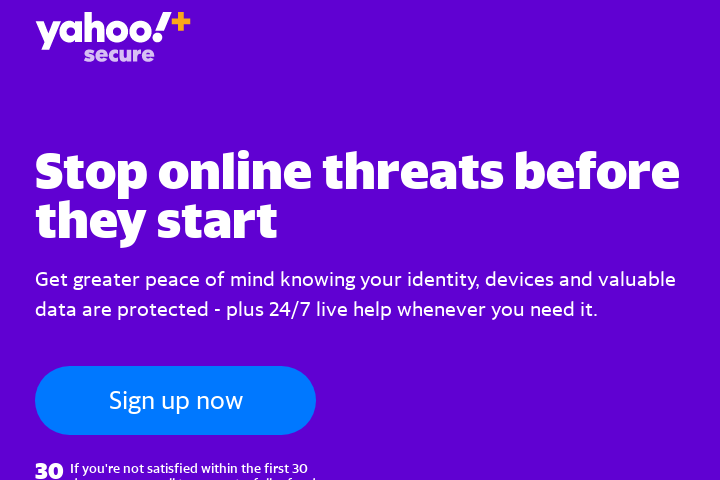 yahoo!+
secure
Stop online threats before
they start
Get greater peace of mind knowing your identity, devices and valuable
data are protected - plus 24/7 live help whenever you need it.
Sign up now
30 If you're not satisfied within the first 30